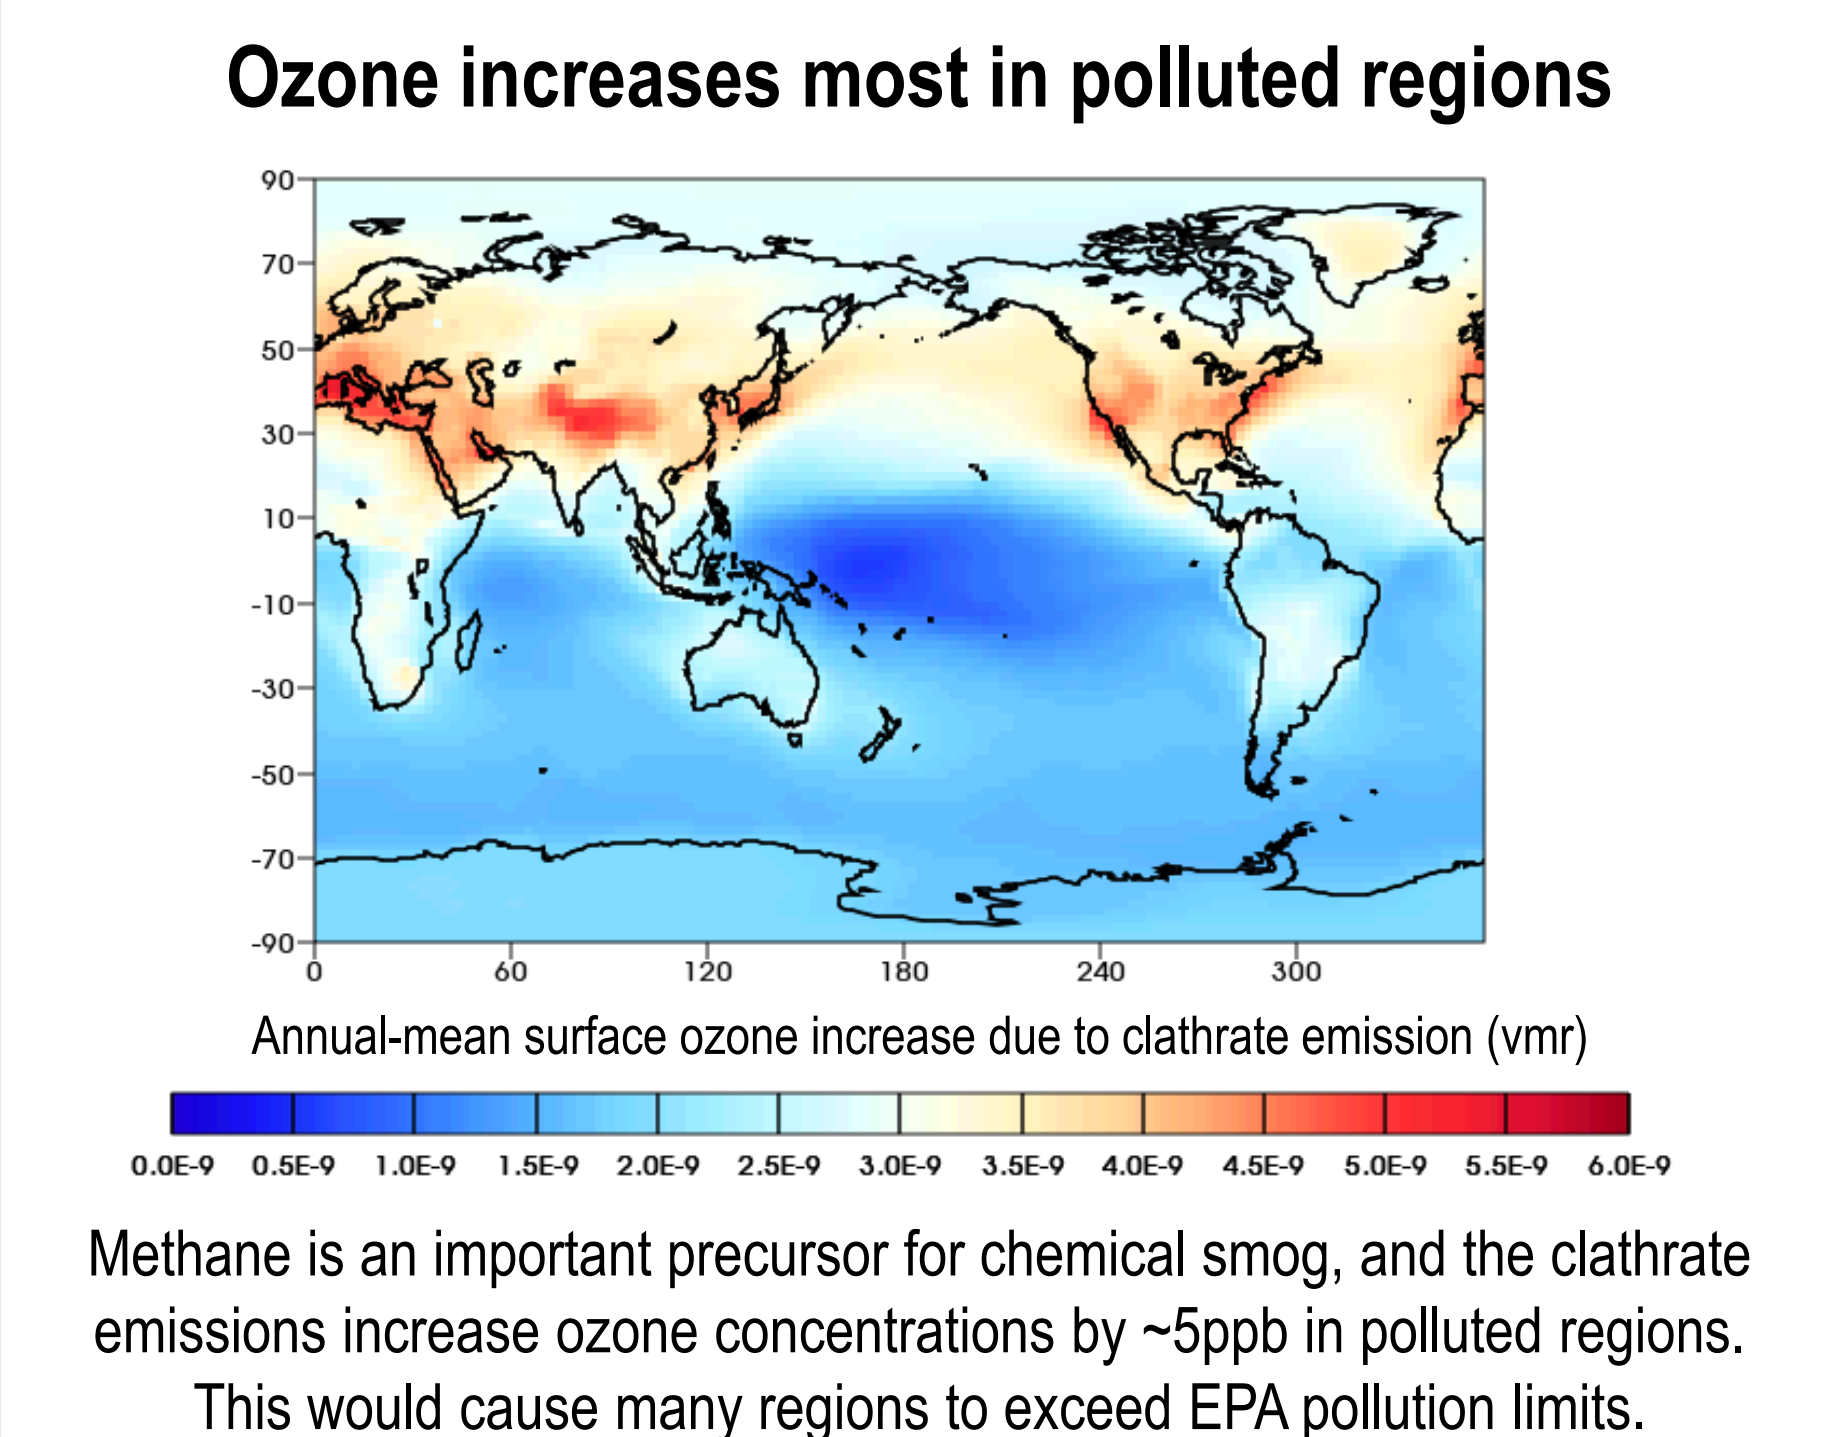 Ozone increases most in polluted regions
90
70
50
30
10
-10
-30
-50
-70
-90
0 60 120 180 240 300
Annual-mean surface ozone increase due to clathrate emission (vmr)
0.0E-9 0.5E-9 1.0E-9 1.5E-9 2.0E-9 2.5E-9 3.0E-9 3.5E-9 4.0E-9 4.5E-9 5.0E-9 5.5E-9 6.0E-9
Methane is an important precursor for chemical smog, and the clathrate
emissions increase ozone concentrations by ~5ppb in polluted regions.
This would cause many regions to exceed EPA pollution limits.